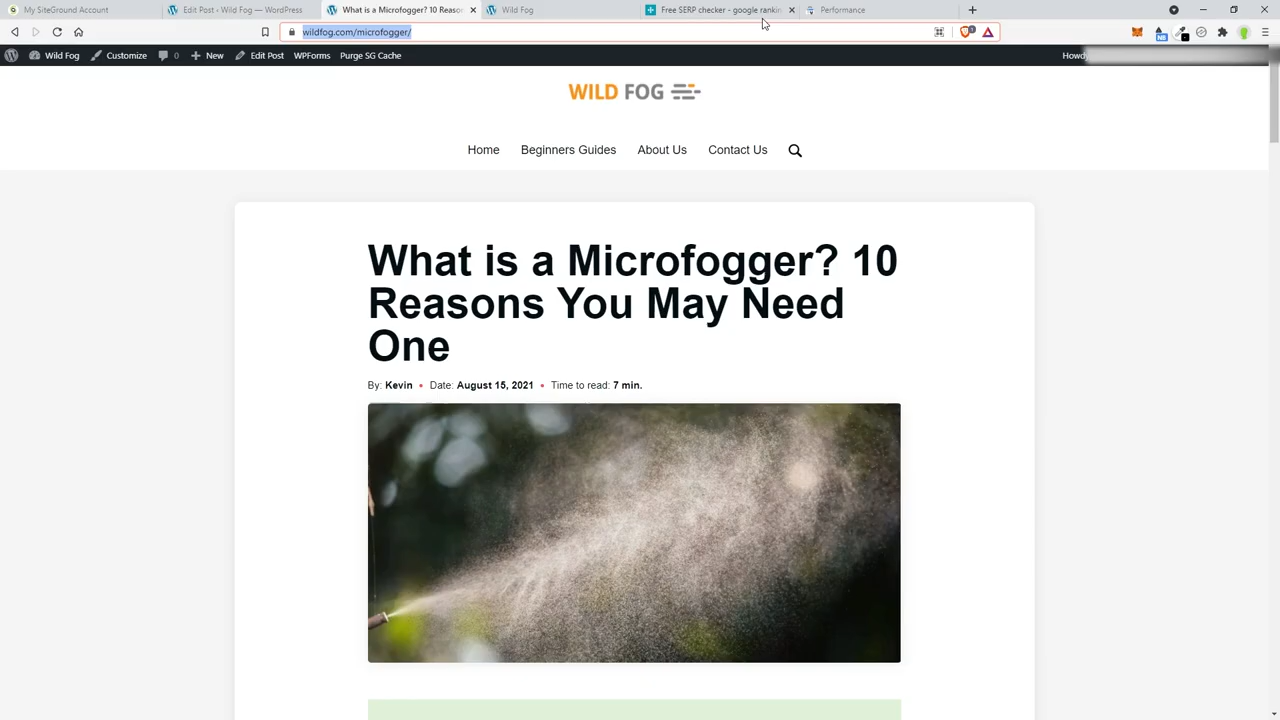 My SiteGround Account
Edit Post ‹ Wild Fog — WordPress
What is a Microfogger? 10 Reason
Wild Fog
Free SERP checker - google rankin
Performance
wildfog.com/microfogger/
Wild Fog
Customize
0
New
Edit Post
WPForms
Purge SG Cache
Howdy
WILD FOG
Home
Beginners Guides
About Us
Contact Us
What is a Microfogger? 10
Reasons You May Need
One
By: Kevin • Date: August 15, 2021 • Time to read: 7 min.